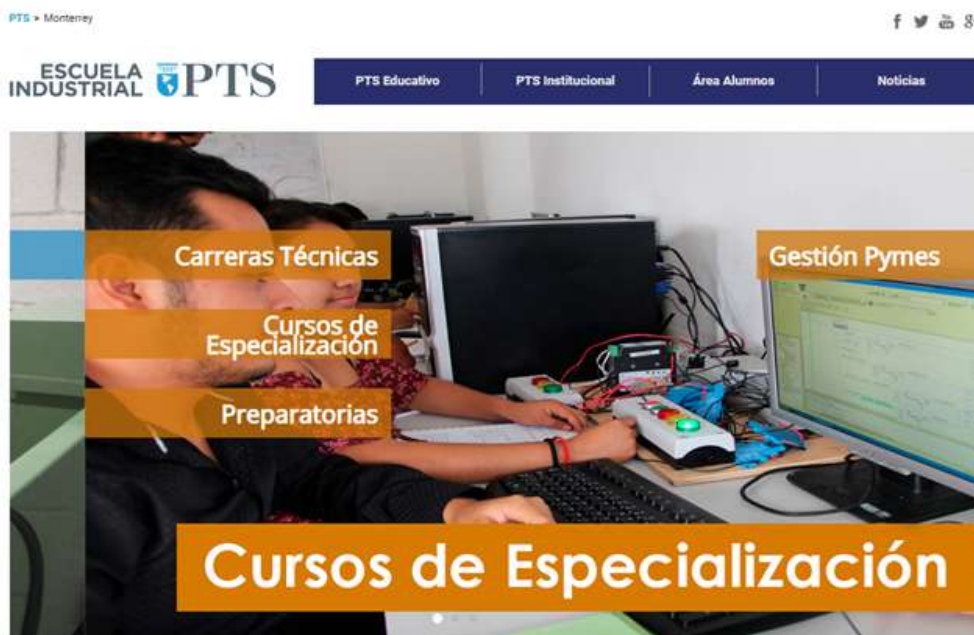 PTS > Monterrey
ESCUELA
INDUSTRIAL
PTS
PTS Educativo
PTS Institucional
Área Alumnos
Noticias
Carreras Técnicas
Gestión Pymes
Cursos de
Especialización
Preparatorias
Cursos de Especialización